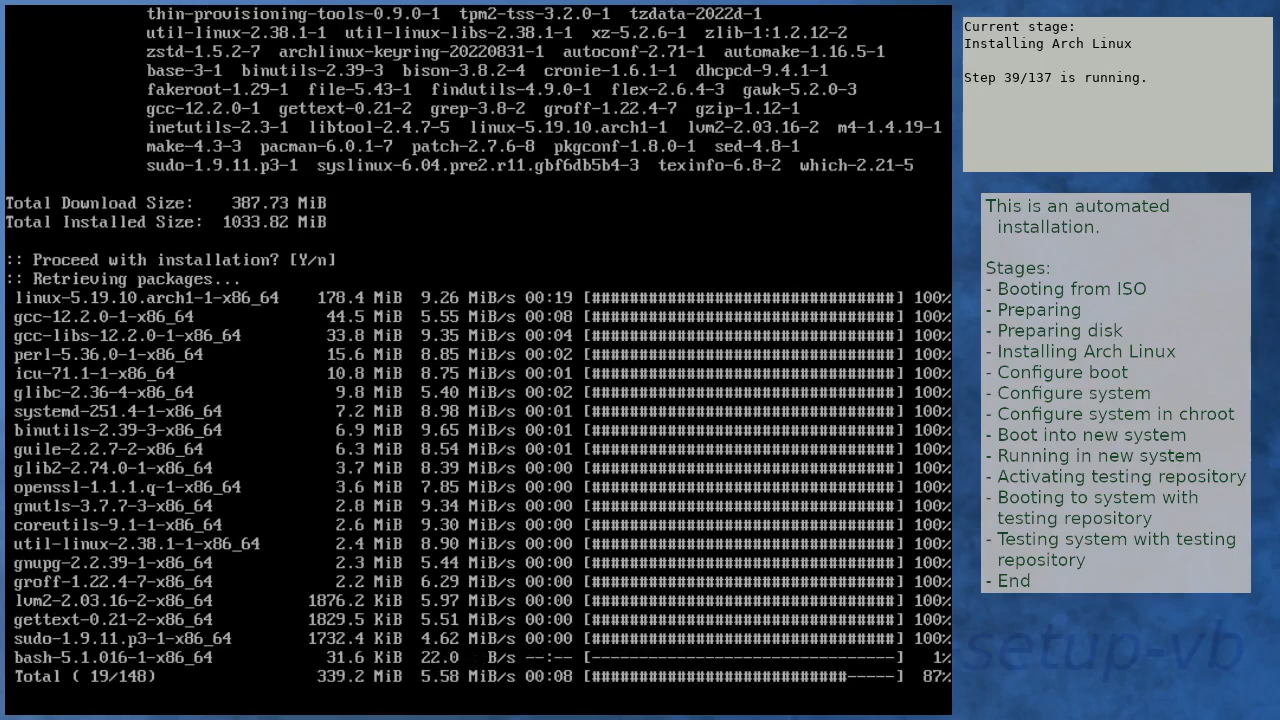 thin-provisioning-tools-0.9.0-1  tpm2-tss-3.2.0-1  tzdata-2022d-1
util-linux-2.38.1-1  util-linux-libs-2.38.1-1  xz-5.2.6-1  zlib-1:1.2.12-2
zstd-1.5.2-7  archlinux-keyring-20220831-1  autoconf-2.71-1  automake-1.16.5-1
base-3-1  binutils-2.39-3  bison-3.8.2-4  cronie-1.6.1-1  dhcpcd-9.4.1-1
fakeroot-1.29-1  file-5.43-1  findutils-4.9.0-1  flex-2.6.4-3  gawk-5.2.0-3
gcc-12.2.0-1  gettext-0.21-2  grep-3.8-2  groff-1.22.4-7  gzip-1.12-1
inetutils-2.3-1  libtool-2.4.7-5  linux-5.19.10.arch1-1  lvm2-2.03.16-2  m4-1.4.19-1
make-4.3-3  pacman-6.0.1-7  patch-2.7.6-8  pkgconf-1.8.0-1  sed-4.8-1
sudo-1.9.11.p3-1  syslinux-6.04.pre2.r11.gbf6db5b4-3  texinfo-6.8-2  which-2.21-5
Total Download Size:    387.73 MiB
Total Installed Size:  1033.82 MiB
:: Proceed with installation? [Y/n]
:: Retrieving packages...
linux-5.19.10.arch1-1-x86_64    178.4 MiB  9.26 MiB/s 00:19 [################################] 100%
gcc-12.2.0-1-x86_64    44.5 MiB  5.55 MiB/s 00:08 [################################] 100%
gcc-libs-12.2.0-1-x86_64    33.8 MiB  9.35 MiB/s 00:04 [################################] 100%
perl-5.36.0-1-x86_64    15.6 MiB  8.85 MiB/s 00:02 [################################] 100%
icu-71.1-1-x86_64    10.8 MiB  8.75 MiB/s 00:01 [################################] 100%
glibc-2.36-4-x86_64    9.8 MiB  5.40 MiB/s 00:02 [################################] 100%
systemd-251.4-1-x86_64    7.2 MiB  8.98 MiB/s 00:01 [################################] 100%
binutils-2.39-3-x86_64    6.9 MiB  9.65 MiB/s 00:01 [################################] 100%
guile-2.2.7-2-x86_64    6.3 MiB  8.54 MiB/s 00:01 [################################] 100%
glib2-2.74.0-1-x86_64    3.7 MiB  8.39 MiB/s 00:00 [################################] 100%
openssl-1.1.1.q-1-x86_64    3.6 MiB  7.85 MiB/s 00:00 [################################] 100%
gnutls-3.7.7-3-x86_64    2.8 MiB  9.34 MiB/s 00:00 [################################] 100%
coreutils-9.1-1-x86_64    2.6 MiB  9.30 MiB/s 00:00 [################################] 100%
util-linux-2.38.1-1-x86_64    2.4 MiB  8.90 MiB/s 00:00 [################################] 100%
gnupg-2.2.39-1-x86_64    2.3 MiB  5.44 MiB/s 00:00 [################################] 100%
groff-1.22.4-7-x86_64    2.2 MiB  6.29 MiB/s 00:00 [################################] 100%
lvm2-2.03.16-2-x86_64    1876.2 KiB  5.97 MiB/s 00:00 [################################] 100%
gettext-0.21-2-x86_64    1829.5 KiB  5.51 MiB/s 00:00 [################################] 100%
sudo-1.9.11.p3-1-x86_64    1732.4 KiB  4.62 MiB/s 00:00 [################################] 100%
bash-5.1.016-1-x86_64    31.6 KiB  22.0   B/s --:-- [--------------------------------]   1%
Total ( 19/148)    339.2 MiB  5.58 MiB/s 00:08 [###########################-----]  87%
Current stage:
Installing Arch Linux
Step 39/137 is running.
This is an automated
installation.
Stages:
- Booting from ISO
- Preparing
- Preparing disk
- Installing Arch Linux
- Configure boot
- Configure system
- Configure system in chroot
- Boot into new system
- Running in new system
- Activating testing repository
- Booting to system with
testing repository
- Testing system with testing
repository
- End
setup-vb